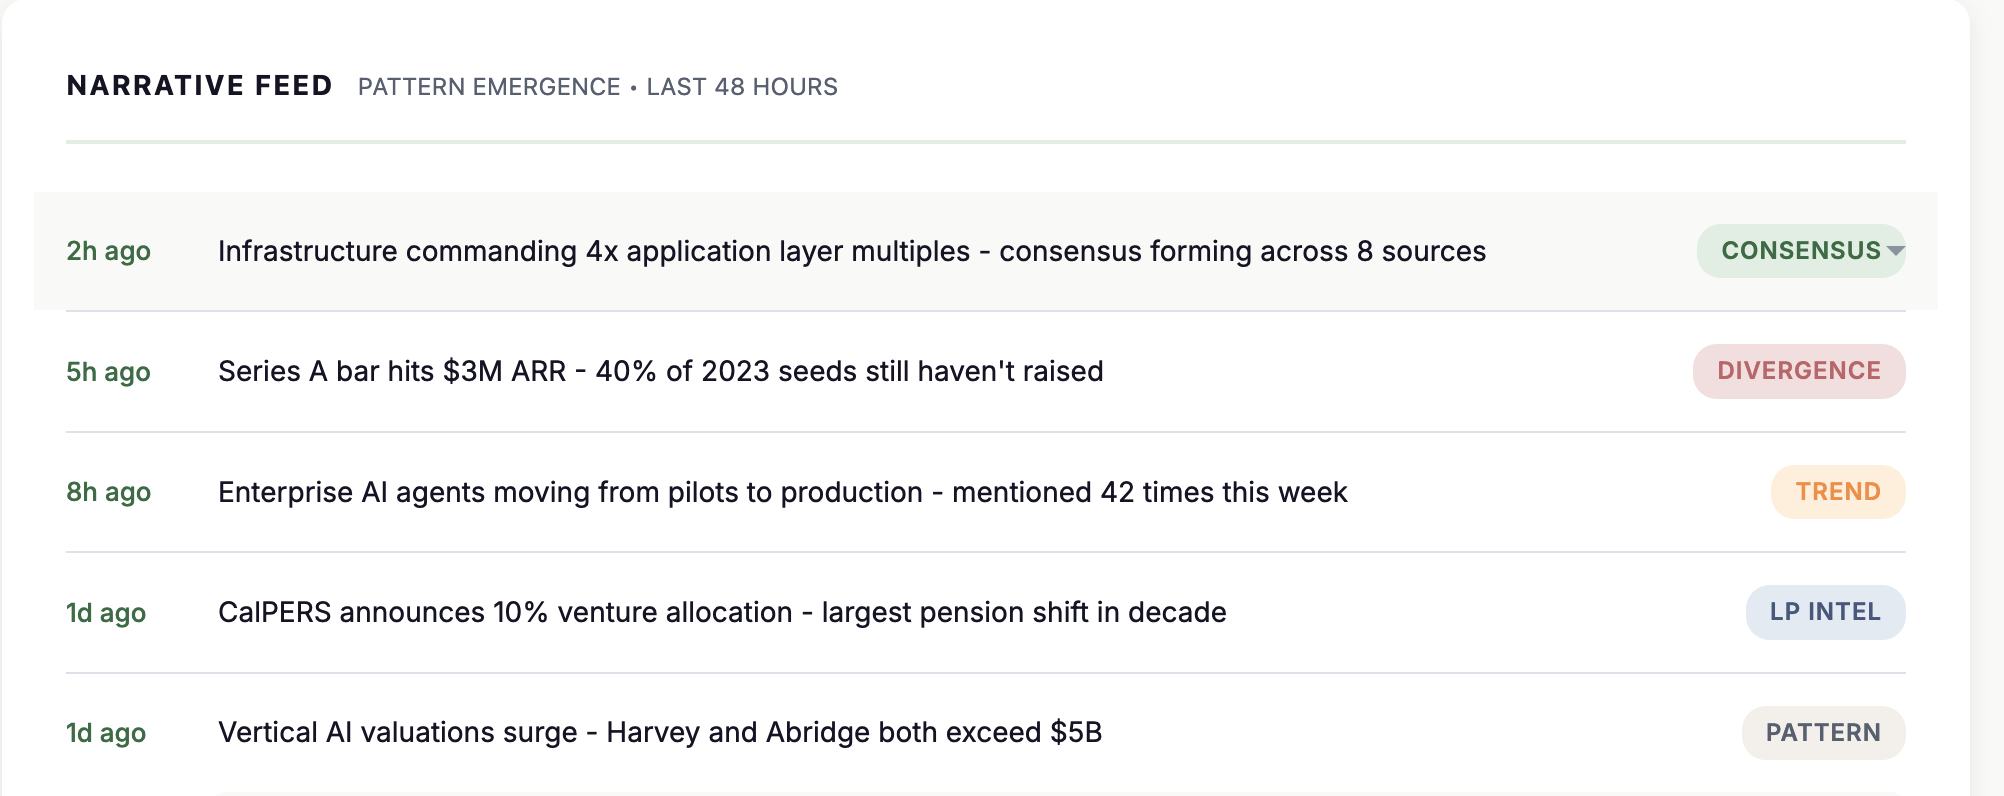 NARRATIVE FEED PATTERN EMERGENCE • LAST 48 HOURS
2h ago Infrastructure commanding 4x application layer multiples - consensus forming across 8 sources CONSENSUS
5h ago Series A bar hits $3M ARR - 40% of 2023 seeds still haven't raised DIVERGENCE
8h ago Enterprise AI agents moving from pilots to production - mentioned 42 times this week TREND
1d ago CalPERS announces 10% venture allocation - largest pension shift in decade LP INTEL
1d ago Vertical AI valuations surge - Harvey and Abridge both exceed $5B PATTERN